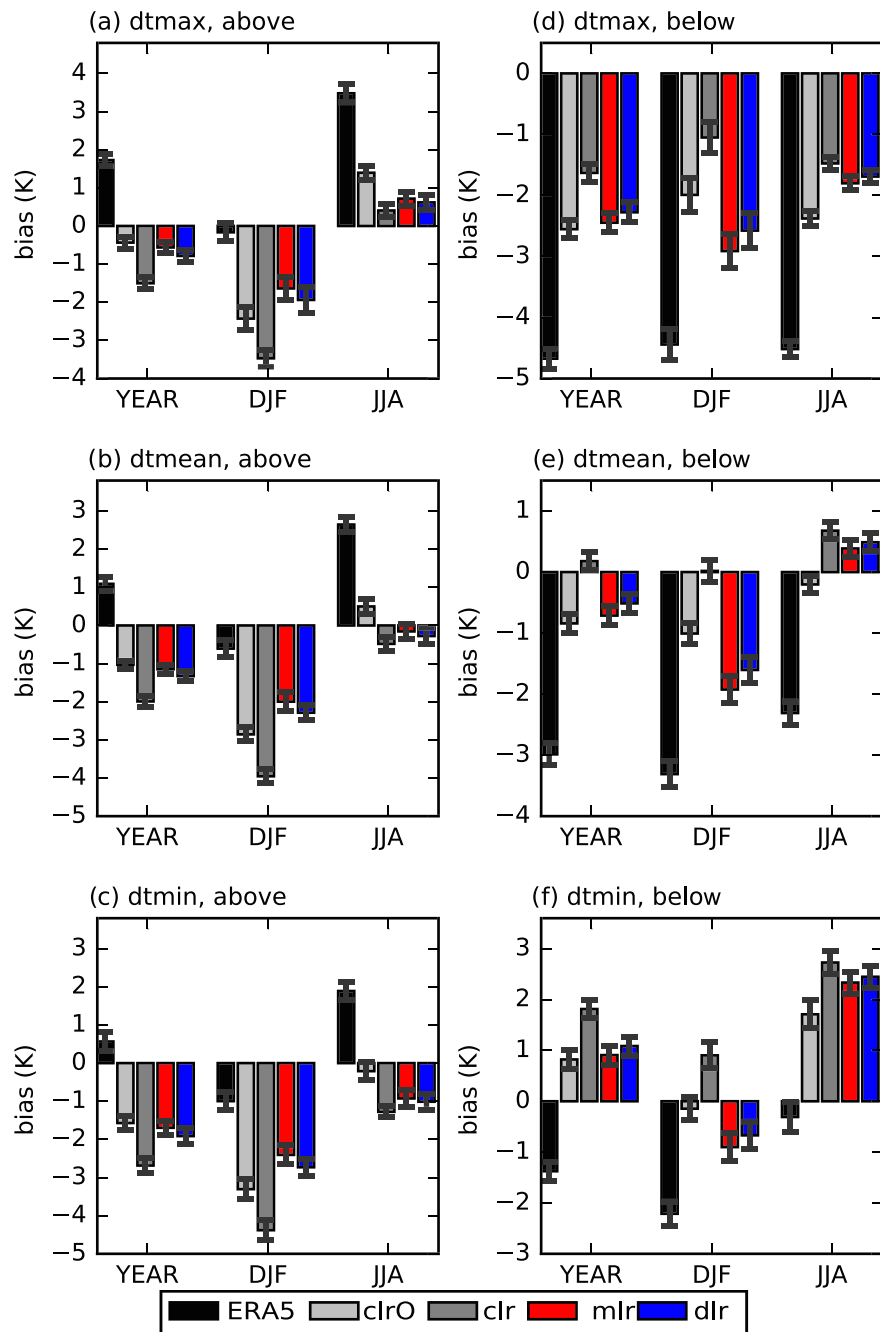 (a) dtmax, above
bias (K)
4
3
2
1
0
−1
−2
−3
−4
YEAR DJF JJA
(d) dtmax, below
bias (K)
0
−1
−2
−3
−4
−5
YEAR DJF JJA
(b) dtmean, above
bias (K)
3
2
1
0
−1
−2
−3
−4
−5
YEAR DJF JJA
(e) dtmean, below
bias (K)
1
0
−1
−2
−3
−4
YEAR DJF JJA
(c) dtmin, above
bias (K)
3
2
1
0
−1
−2
−3
−4
−5
YEAR DJF JJA
(f) dtmin, below
bias (K)
3
2
1
0
−1
−2
−3
YEAR DJF JJA
ERA5 clrO clr mlr dlr